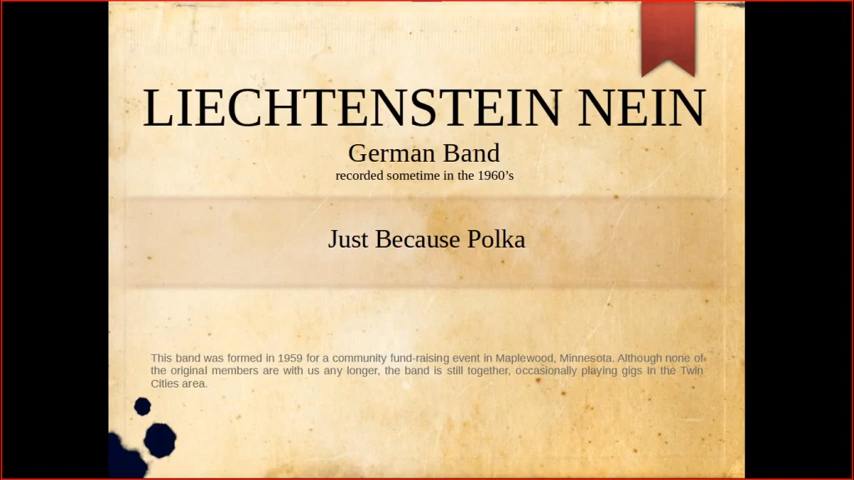 LIECHTENSTEIN NEIN
German Band
recorded sometime in the 1960’s
Just Because Polka
This band was formed in 1959 for a community fund-raising event in Maplewood, Minnesota. Although none of
the original members are with us any longer, the band is still together, occasionally playing gigs In the Twin
Cities area.